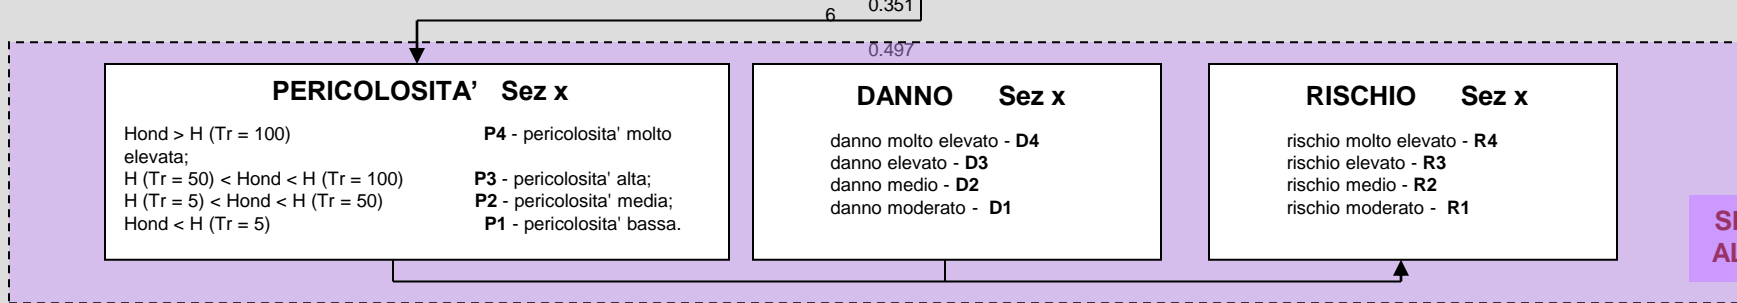 6
0.351
0.497
PERICOLOSITA’ Sez x
Hond > H (Tr = 100) P4 - pericolosita' molto
elevata;
H (Tr = 50) < Hond < H (Tr = 100) P3 - pericolosita' alta;
H (Tr = 5) < Hond < H (Tr = 50) P2 - pericolosita' media;
Hond < H (Tr = 5) P1 - pericolosita' bassa.
DANNO Sez x
danno molto elevato - D4
danno elevato - D3
danno medio - D2
danno moderato - D1
RISCHIO Sez x
rischio molto elevato - R4
rischio elevato - R3
rischio medio - R2
rischio moderato - R1